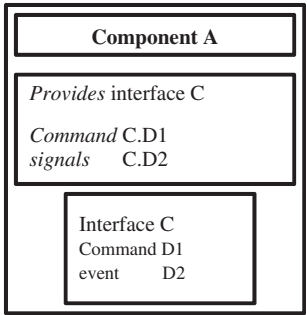 Component A
Provides interface C
Command C.D1
signals C.D2
Interface C
Command D1
event D2